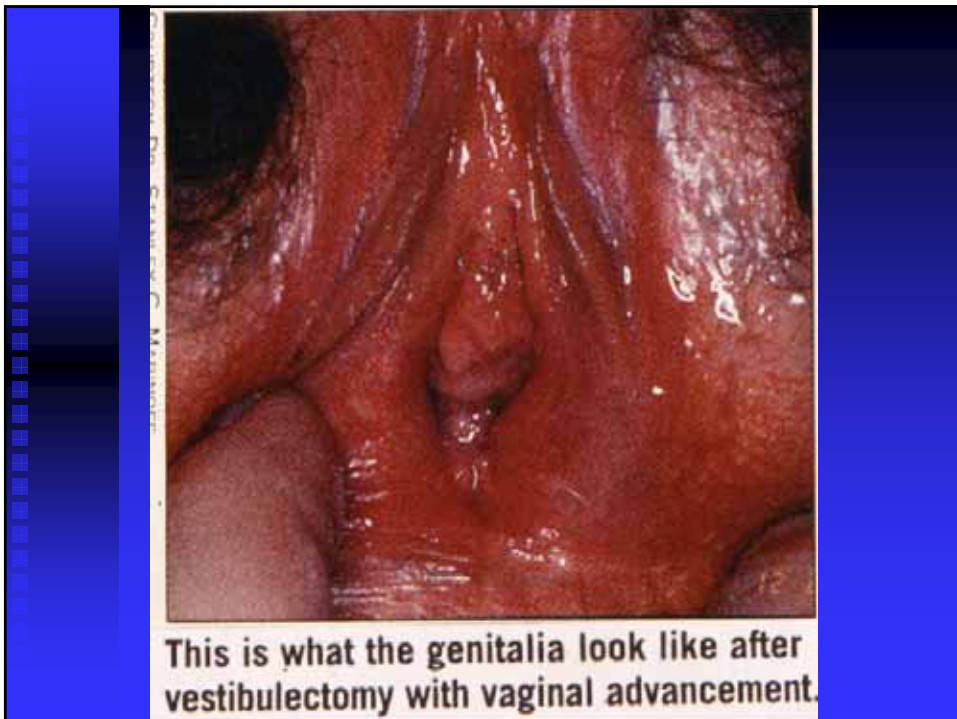 This is what the genitalia look like after
vestibulectomy with vaginal advancement.